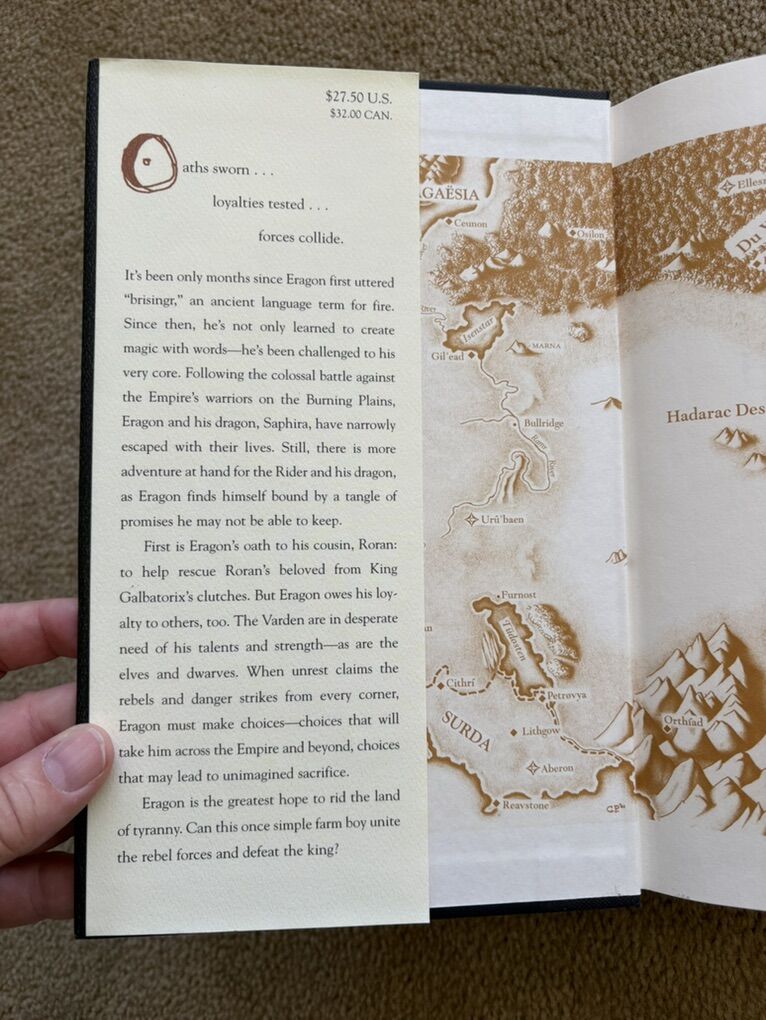 $27.50 U.S.
$32.00 CAN.
Oaths sworn . . .
loyalties tested . . .
forces collide.
It's been only months since Eragon first uttered
"brisingr," an ancient language term for fire.
Since then, he's not only learned to create
magic with words—he's been challenged to his
very core. Following the colossal battle against
the Empire's warriors on the Burning Plains,
Eragon and his dragon, Saphira, have narrowly
escaped with their lives. Still, there is more
adventure at hand for the Rider and his dragon,
as Eragon finds himself bound by a tangle of
promises he may not be able to keep.
First is Eragon's oath to his cousin, Roran:
to help rescue Roran's beloved from King
Galbatorix's clutches. But Eragon owes his loy-
alty to others, too. The Varden are in desperate
need of his talents and strength—as are the
elves and dwarves. When unrest claims the
rebels and danger strikes from every corner,
Eragon must make choices—choices that will
take him across the Empire and beyond, choices
that may lead to unimagined sacrifice.
Eragon is the greatest hope to rid the land
of tyranny. Can this once simple farm boy unite
the rebel forces and defeat the king?
GAËSIA
Ceunon
Osilon
Isenstar
Gil'ead
MARNA
Bullridge
Ramr River
Urû'baen
Furnost
Tüdosten
Cithrí
Petrøvya
SURDA
Lithgow
Aberon
Reavstone
Elles
Du
Hadarac Des
Orthíad